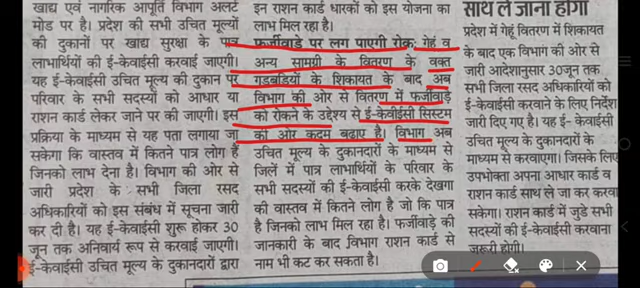 खाद्य एवं नागरिक आपूर्ति विभाग अलर्ट
मोड पर है। प्रदेश की सभी उचित मूल्यों
की दुकानों पर खाद्य सुरक्षा के पात्र
लाभार्थियों की ई-केवाईसी करवाई जाएगी।
यह ई-केवाईसी उचित मूल्य की दुकान पर
परिवार के सभी सदस्यों को आधार या
राशन कार्ड लेकर जाने पर की जाएगी। इस
प्रक्रिया के माध्यम से यह पता लगाया जा
सकेगा कि वास्तव में कितने पात्र लोग हैं
जिनको लाभ देना है। विभाग की ओर से
जारी प्रदेश के सभी जिला रसद
अधिकारियों को इस संबंध में सूचना जारी
कर दी है। यह ई-केवाईसी शुरू होकर 30
जून तक अनिवार्य रूप से करवाई जाएगी।
ई-केवाईसी उचित मूल्य के दुकानदारों द्वारा
इन राशन कार्ड धारकों को इस योजना का
लाभ मिल रहा है।
फर्जीवाड़े पर लग पाएगी रोक: गेहूं व
अन्य सामग्री के वितरण के वक्त
गड़बडियों के शिकायत के बाद अब
विभाग की ओर से वितरण में फर्जीवाड़े
को रोकने के उद्देश्य से ई-केवीईसी सिस्टम
की ओर कदम बढ़ाए है। विभाग अब
उचित मूल्य के दुकानदारों के माध्यम से
जिलें में पात्र लाभार्थियों के परिवार के
सभी सदस्यों की ई-केवाईसी करके देखगा
की वास्तव में कितने लोग है जो कि पात्र
है जिनको लाभ मिल रहा है। फर्जीवाड़े की
जानकारी के बाद विभाग राशन कार्ड से
नाम भी कट कर सकता है।
साथ ले जाना होगा
प्रदेश में गेहूं वितरण में शिकायत
के बाद एक विभाग की ओर से
जारी आदेशानुसार 30जून तक
सभी जिला रसद अधिकारियों को
ई-केवाईसी करवाने के लिए निर्देश
जारी दिए गए है। यह ई- केवाईसी
उचित मूल्य के दुकानदारों के
माध्यम से करवाएगा। जिसके लिए
उपभोक्ता अपना आधार कार्ड व
राशन कार्ड साथ ले जा कर करवा
सकेगा। राशन कार्ड में जुडे सभी
सदस्यों की ई-केवाईसी करवाना
जरूरी होगी।